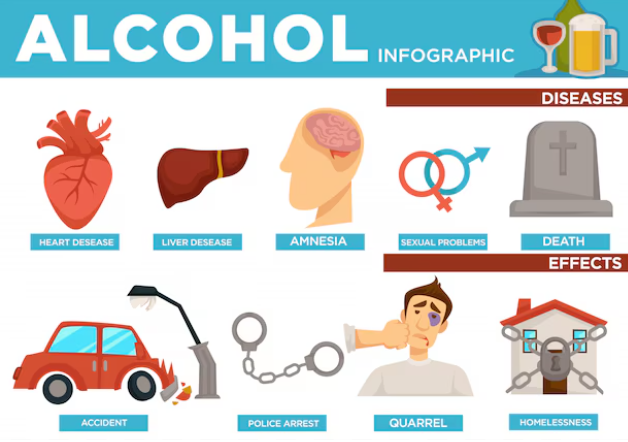 ALCOHOL INFOGRAPHIC
DISEASES
HEART DESEASE
LIVER DESEASE
AMNESIA
SEXUAL PROBLEMS
DEATH
EFFECTS
ACCIDENT
POLICE ARREST
QUARREL
HOMELESSNESS